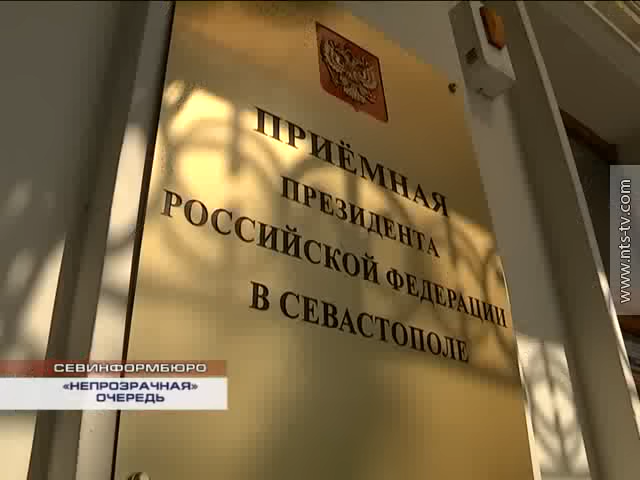 ПРИЁМНАЯ
ПРЕЗИДЕНТА
РОССИЙСКОЙ ФЕДЕРАЦИИ
В СЕВАСТОПОЛЕ
www.nts-tv.com
СЕВИНФОРМБЮРО
«НЕПРОЗРАЧНАЯ»
ОЧЕРЕДЬ